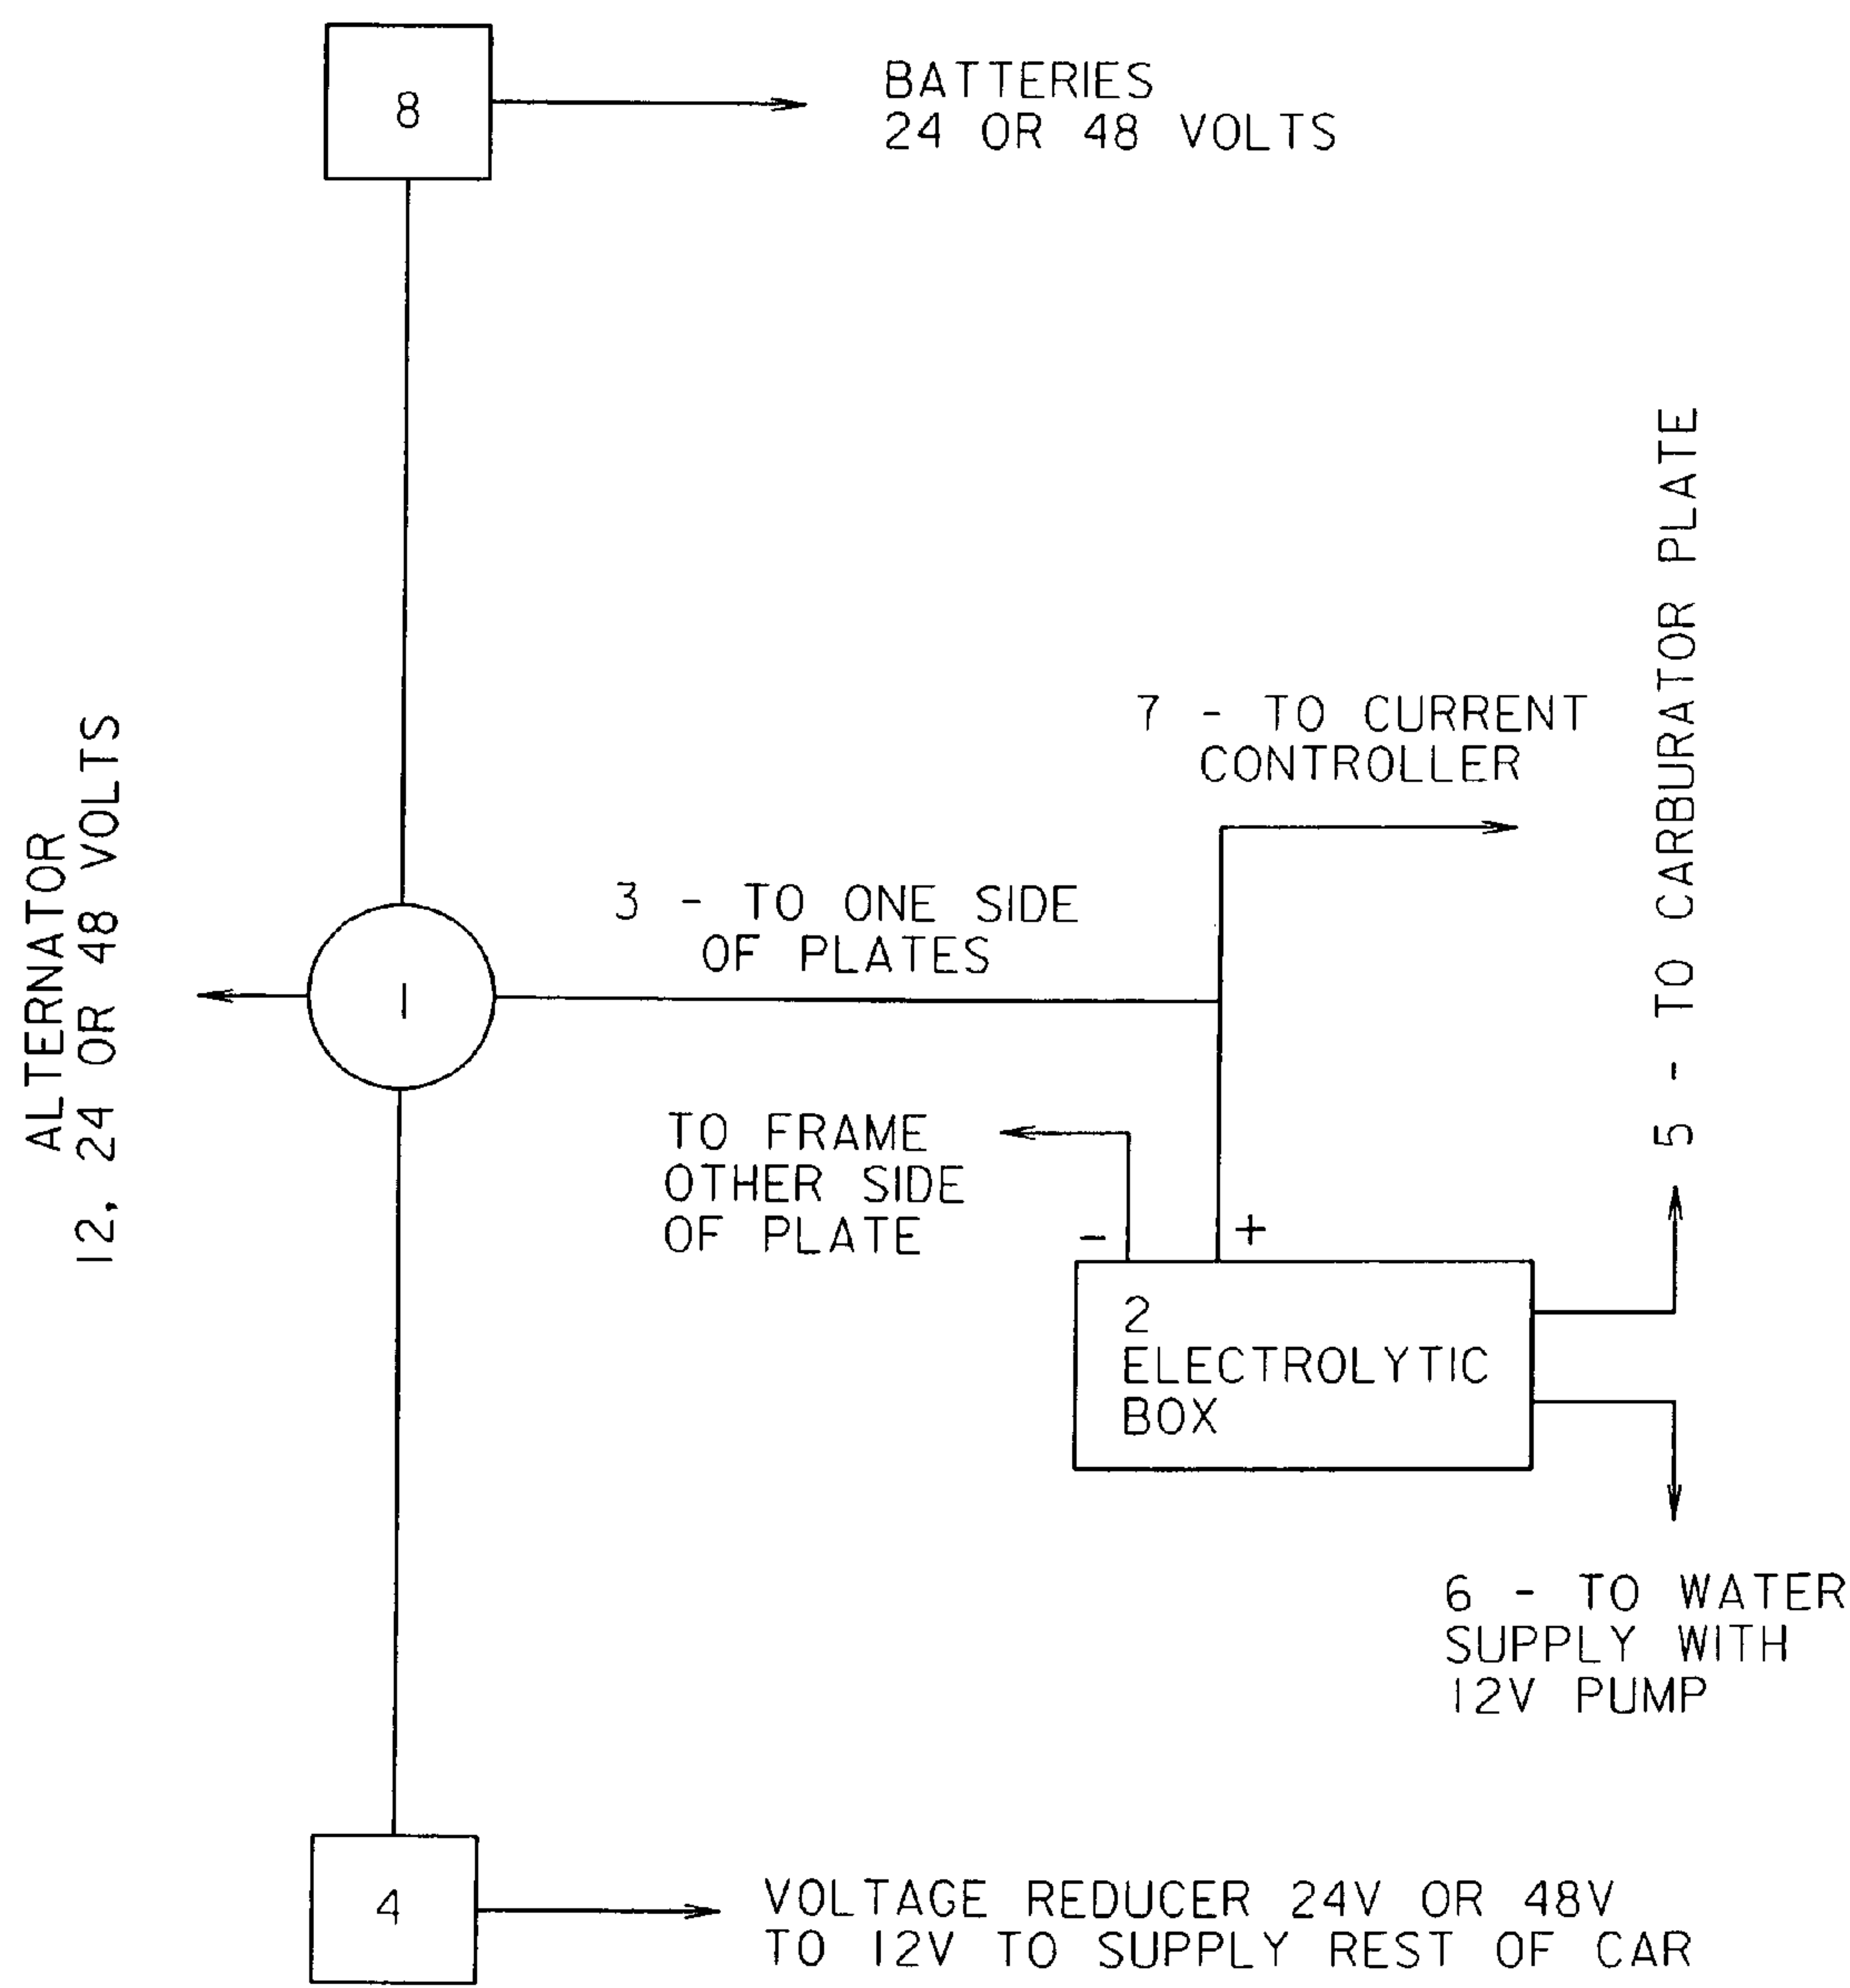 8
BATTERIES
24 OR 48 VOLTS
5 - TO CARBURATOR PLATE
7 - TO CURRENT
CONTROLLER
ALTERNATOR
12, 24 OR 48 VOLTS
3 - TO ONE SIDE
OF PLATES
1
TO FRAME
OTHER SIDE
OF PLATE
- +
2
ELECTROLYTIC
BOX
6 - TO WATER
SUPPLY WITH
12V PUMP
4
VOLTAGE REDUCER 24V OR 48V
TO 12V TO SUPPLY REST OF CAR